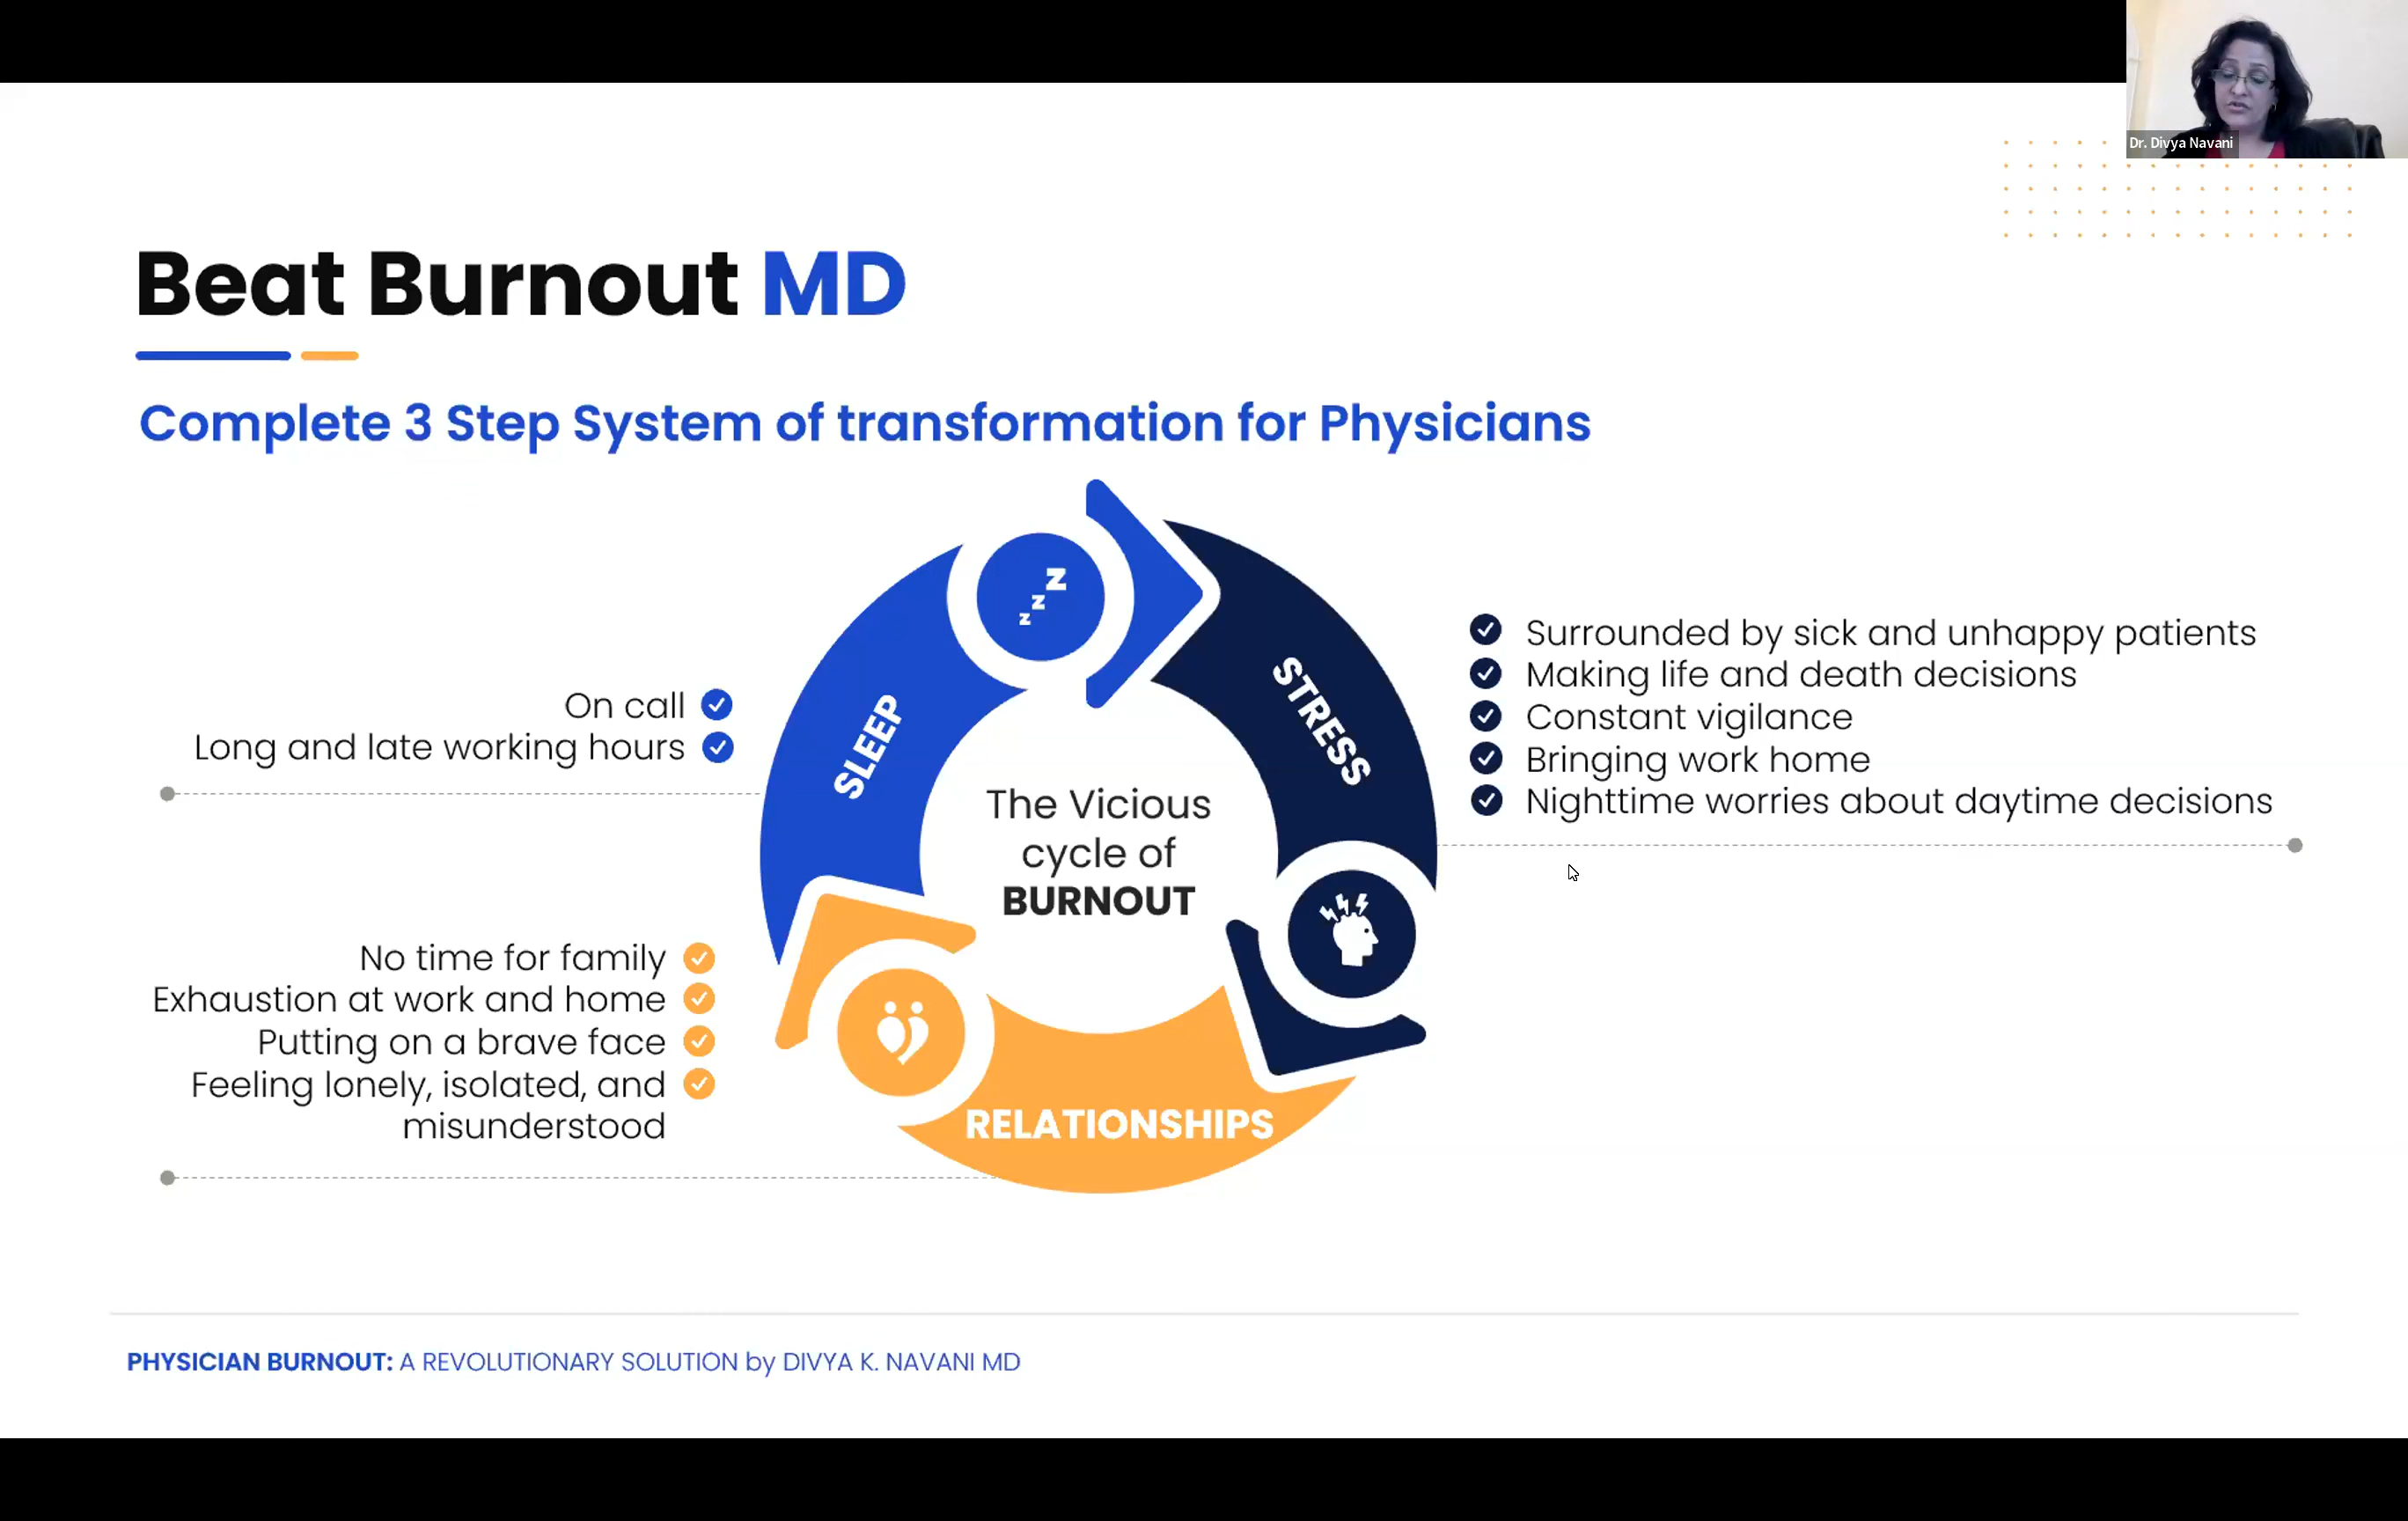 Dr. Divya Navani
Beat Burnout MD
Complete 3 Step System of transformation for Physicians
z
z
z
SLEEP
On call
Long and late working hours
STRESS
Surrounded by sick and unhappy patients
Making life and death decisions
Constant vigilance
Bringing work home
Nighttime worries about daytime decisions
The Vicious
cycle of
BURNOUT
No time for family
Exhaustion at work and home
Putting on a brave face
Feeling lonely, isolated, and
misunderstood
RELATIONSHIPS
PHYSICIAN BURNOUT: A REVOLUTIONARY SOLUTION by DIVYA K. NAVANI MD